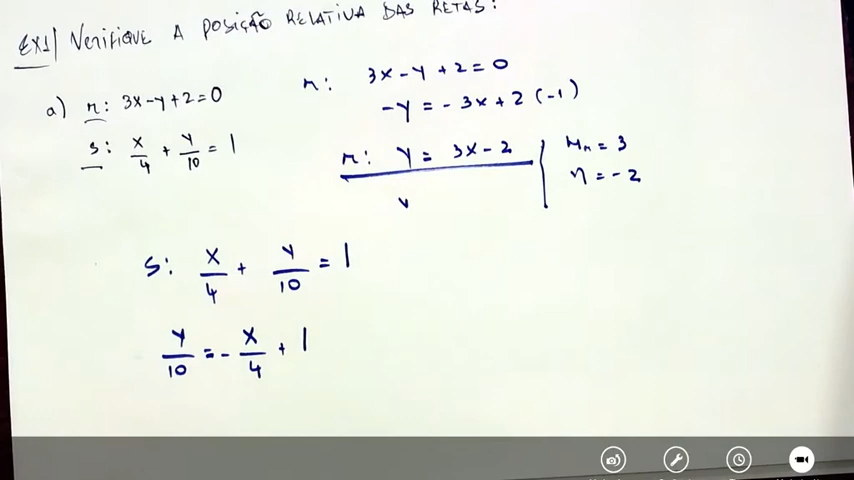 EX1| VERIFIQUE A POSIÇÃO RELATIVA DAS RETAS:
a) r: 3x-y+2=0
s: x/4 + y/10 = 1
r: 3x-y+2=0
-y=-3x+2 (-1)
r: y = 3x-2
Mr = 3
n = -2
s: x/4 + y/10 = 1
y/10 = - x/4 + 1